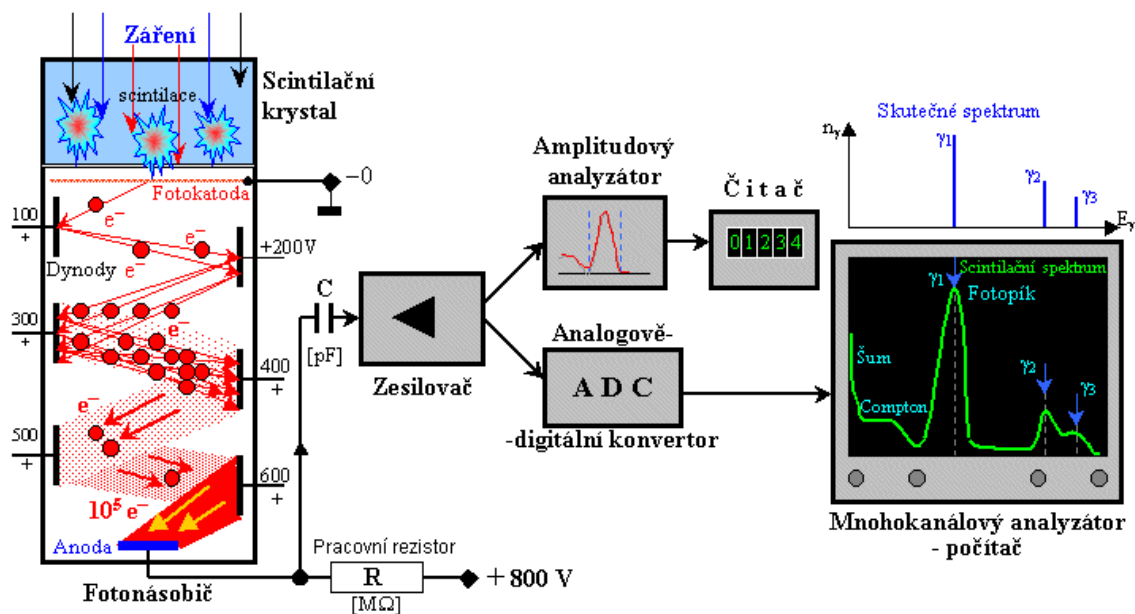 Záření
scintilace
Scintilační
krystal
Fotokatoda
−0
100
+
e−
e−
e−
+200V
Dynody
300
+
e−
400
+
e−
500
+
600
+
10⁵ e−
Anoda
Fotonásobič
C
[pF]
Pracovní rezistor
R
[MΩ]
+ 800 V
Zesilovač
Amplitudový
analyzátor
Čitač
01234
Analogově-
A D C
-digitální konvertor
Skutečné spektrum
nγ
γ1
γ2
γ3
Eγ
Scintilační spektrum
γ1
Fotopík
Šum
γ2
γ3
Compton
Mnohokanálový analyzátor
- počítač